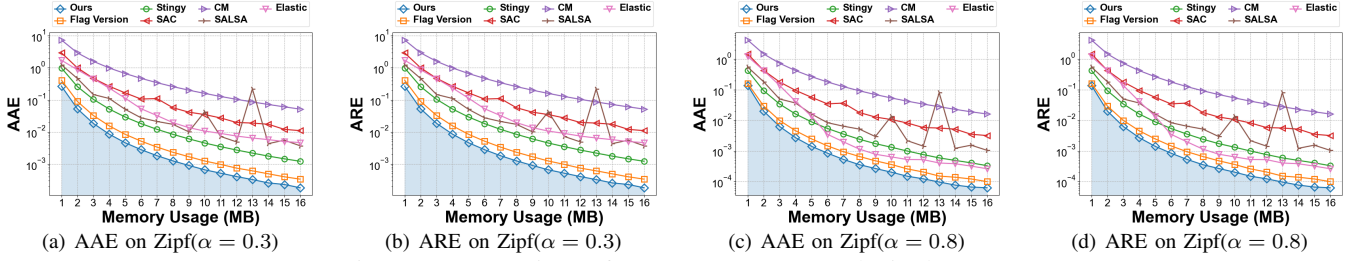 Ours Stingy CM Elastic
Flag Version SAC SALSA
AAE
10^1
10^0
10^-1
10^-2
10^-3
1 2 3 4 5 6 7 8 9 10 11 12 13 14 15 16
Memory Usage (MB)
(a) AAE on Zipf(α = 0.3)
Ours Stingy CM Elastic
Flag Version SAC SALSA
ARE
10^1
10^0
10^-1
10^-2
10^-3
1 2 3 4 5 6 7 8 9 10 11 12 13 14 15 16
Memory Usage (MB)
(b) ARE on Zipf(α = 0.3)
Ours Stingy CM Elastic
Flag Version SAC SALSA
AAE
10^0
10^-1
10^-2
10^-3
10^-4
1 2 3 4 5 6 7 8 9 10 11 12 13 14 15 16
Memory Usage (MB)
(c) AAE on Zipf(α = 0.8)
Ours Stingy CM Elastic
Flag Version SAC SALSA
ARE
10^0
10^-1
10^-2
10^-3
10^-4
1 2 3 4 5 6 7 8 9 10 11 12 13 14 15 16
Memory Usage (MB)
(d) ARE on Zipf(α = 0.8)